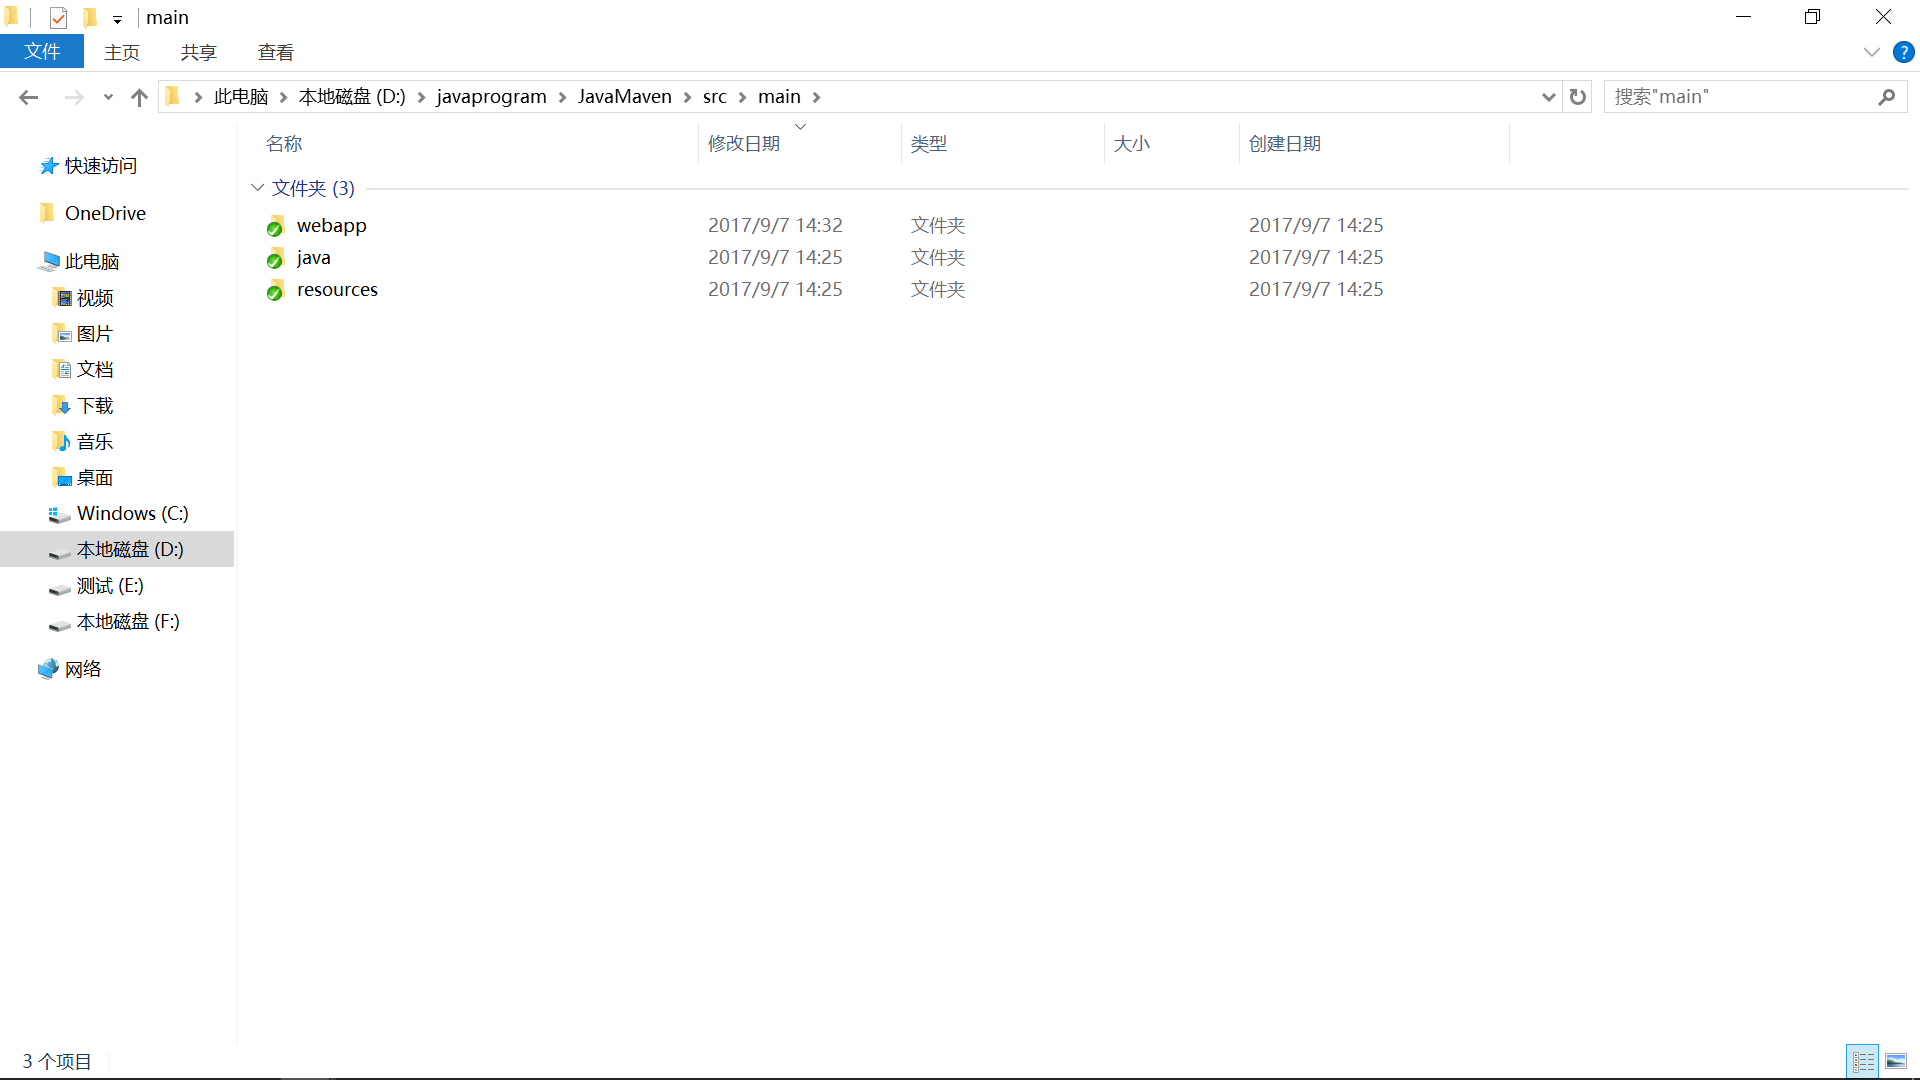 main
文件 主页 共享 查看
此电脑 本地磁盘 (D:) javaprogram JavaMaven src main 搜索"main"
名称 修改日期 类型 大小 创建日期
文件夹 (3)
webapp 2017/9/7 14:32 文件夹 2017/9/7 14:25
java 2017/9/7 14:25 文件夹 2017/9/7 14:25
resources 2017/9/7 14:25 文件夹 2017/9/7 14:25
快速访问
OneDrive
此电脑
视频
图片
文档
下载
音乐
桌面
Windows (C:)
本地磁盘 (D:)
测试 (E:)
本地磁盘 (F:)
网络
3 个项目